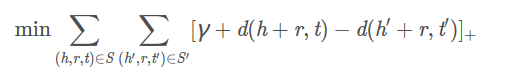 min ∑ ∑ [γ + d(h + r, t) − d(h′ + r, t′)]₊
(h,r,t)∈S (h′,r,t′)∈S′